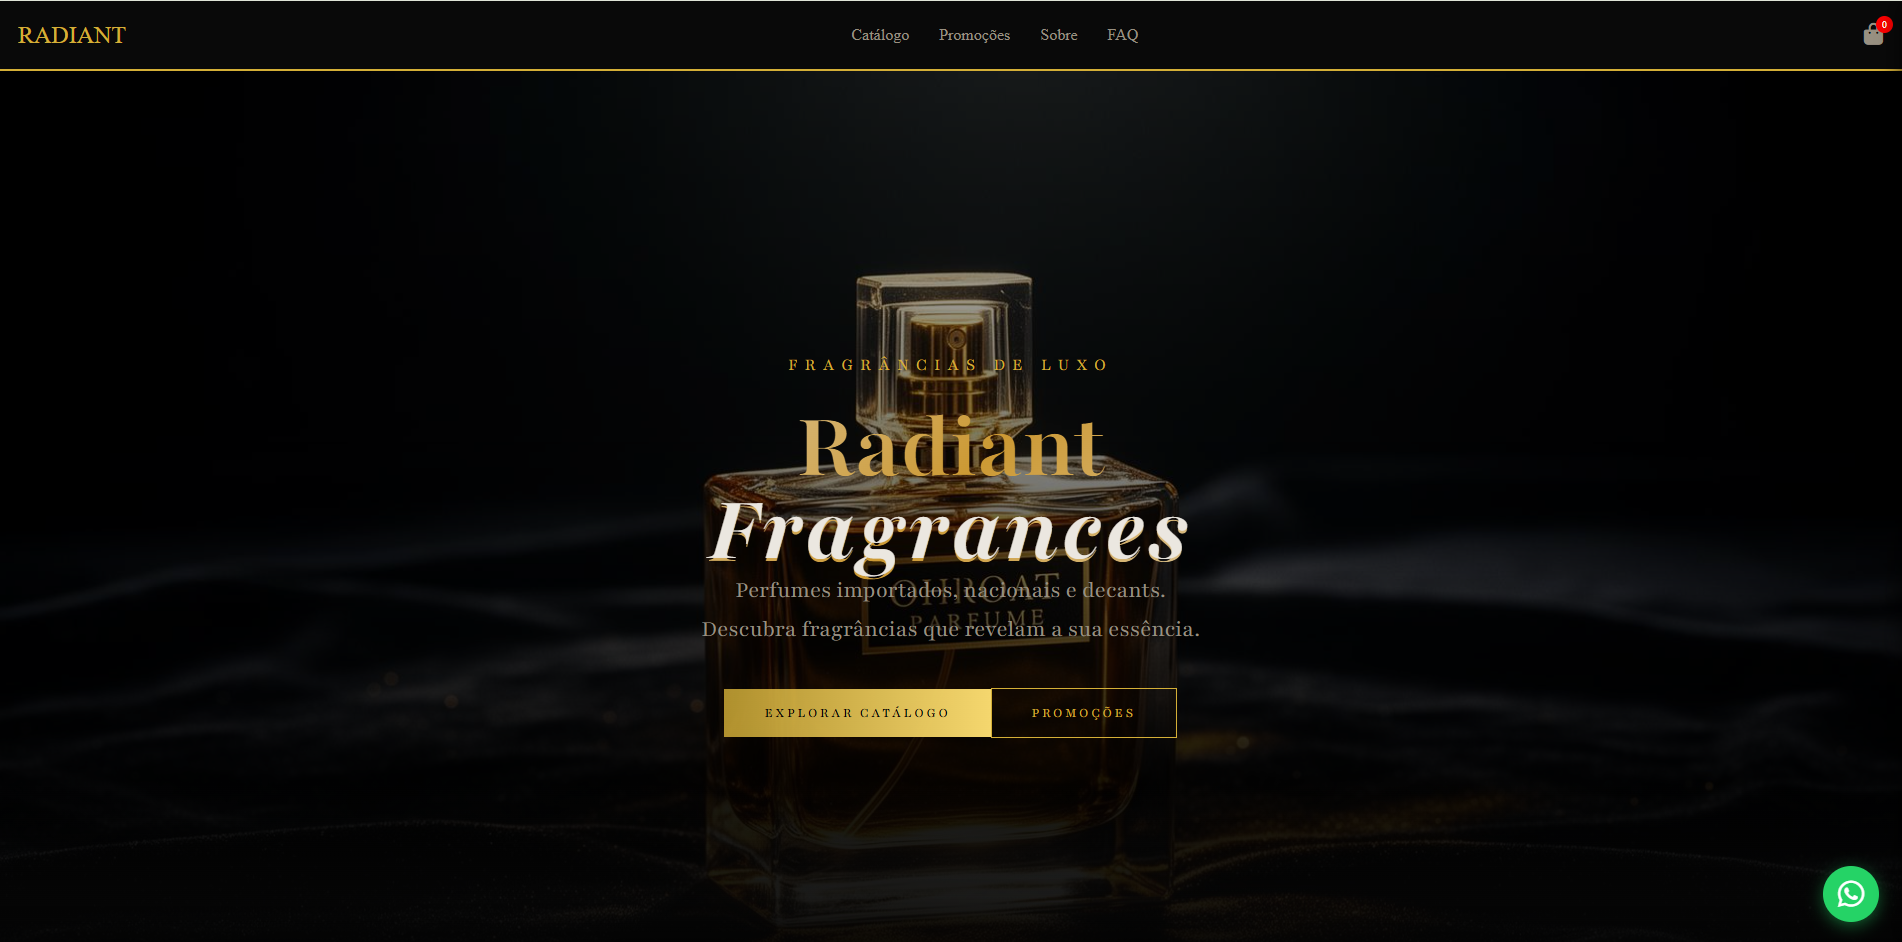 RADIANT
Catálogo
Promoções
Sobre
FAQ
0
FRAGRÂNCIAS DE LUXO
Radiant
Fragrances
Perfumes importados, nacionais e decants.
PARFUME
Descubra fragrâncias que revelam a sua essência.
EXPLORAR CATÁLOGO
PROMOÇÕES